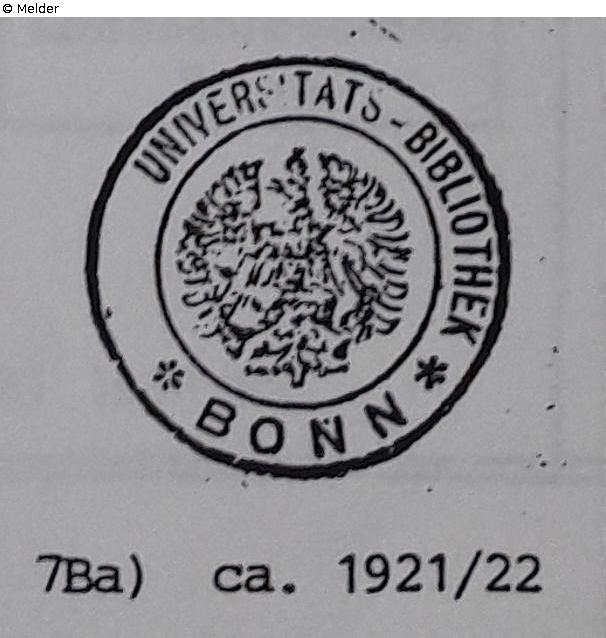 © Melder
UNIVERSITATS-BIBLIOTHEK
* BONN *
7Ba) ca. 1921/22